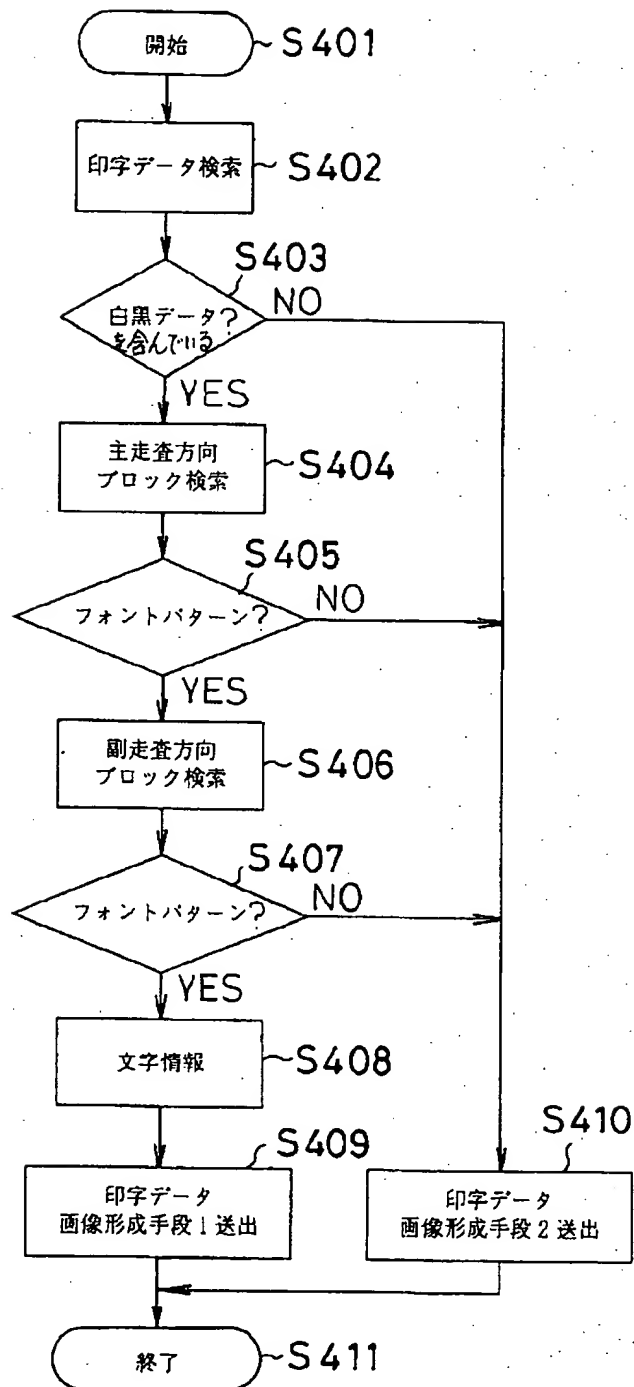 開始
S401
印字データ検索
S402
S403
白黒データ?
を含んでいる
NO
YES
主走査方向
ブロック検索
S404
S405
フォントパターン?
NO
YES
副走査方向
ブロック検索
S406
S407
フォントパターン?
NO
YES
文字情報
S408
S409
印字データ
画像形成手段1送出
S410
印字データ
画像形成手段2送出
終了
S411